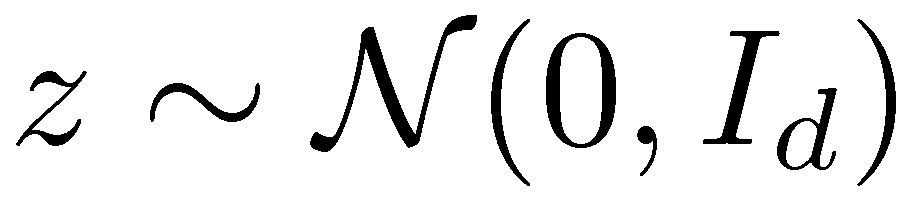 z ∼ 𝒩(0, I_d)